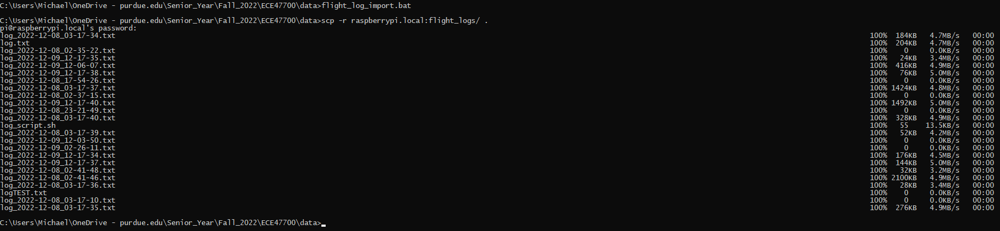 C:\Users\Michael\OneDrive - purdue.edu\Senior_Year\Fall_2022\ECE47700\data>flight_log_import.bat
C:\Users\Michael\OneDrive - purdue.edu\Senior_Year\Fall_2022\ECE47700\data>scp -r raspberrypi.local:flight_logs/ .
pi@raspberrypi.local's password:
log_2022-12-08_03-17-34.txt 100% 184KB 4.7MB/s 00:00
log.txt 100% 204KB 4.7MB/s 00:00
log_2022-12-08_02-35-22.txt 100% 0 0.0KB/s 00:00
log_2022-12-09_12-17-35.txt 100% 24KB 3.4MB/s 00:00
log_2022-12-09_12-06-07.txt 100% 416KB 4.9MB/s 00:00
log_2022-12-09_12-17-38.txt 100% 76KB 5.0MB/s 00:00
log_2022-12-08_17-54-26.txt 100% 0 0.0KB/s 00:00
log_2022-12-08_03-17-37.txt 100% 1424KB 4.8MB/s 00:00
log_2022-12-08_02-37-15.txt 100% 0 0.0KB/s 00:00
log_2022-12-09_12-17-40.txt 100% 1492KB 5.0MB/s 00:00
log_2022-12-08_23-21-49.txt 100% 0 0.0KB/s 00:00
log_2022-12-08_03-17-40.txt 100% 328KB 4.9MB/s 00:00
log_script.sh 100% 55 13.5KB/s 00:00
log_2022-12-08_03-17-39.txt 100% 52KB 4.2MB/s 00:00
log_2022-12-09_12-03-50.txt 100% 0 0.0KB/s 00:00
log_2022-12-09_02-26-11.txt 100% 0 0.0KB/s 00:00
log_2022-12-09_12-17-34.txt 100% 176KB 4.5MB/s 00:00
log_2022-12-09_12-17-37.txt 100% 144KB 5.0MB/s 00:00
log_2022-12-08_02-41-48.txt 100% 32KB 3.2MB/s 00:00
log_2022-12-08_02-41-46.txt 100% 2100KB 4.9MB/s 00:00
log_2022-12-08_03-17-36.txt 100% 28KB 3.4MB/s 00:00
logTEST.txt 100% 0 0.0KB/s 00:00
log_2022-12-08_03-17-10.txt 100% 0 0.0KB/s 00:00
log_2022-12-08_03-17-35.txt 100% 276KB 4.9MB/s 00:00
C:\Users\Michael\OneDrive - purdue.edu\Senior_Year\Fall_2022\ECE47700\data>